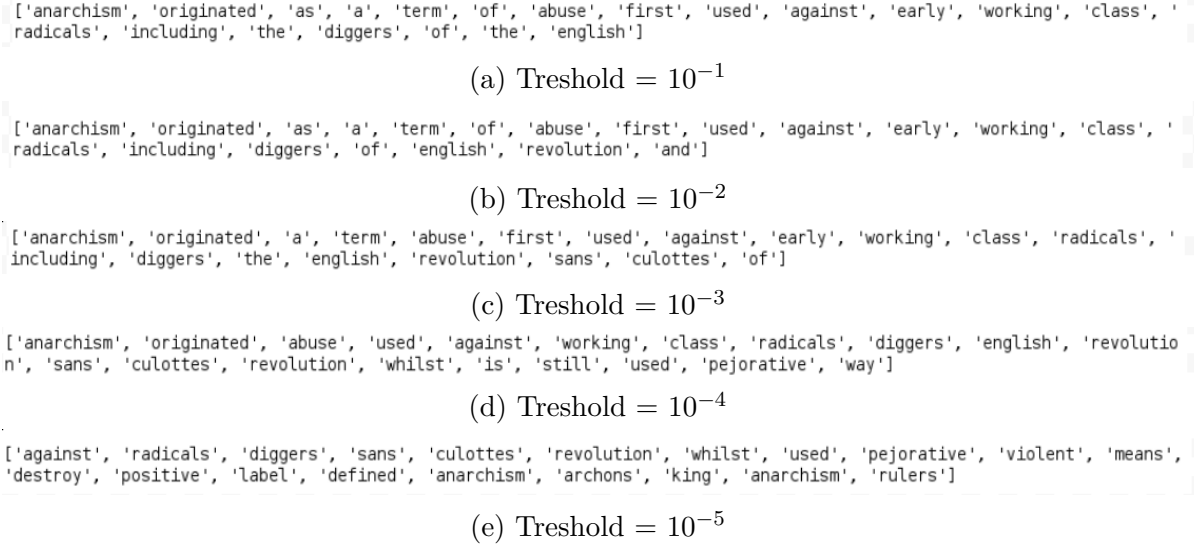 ['anarchism', 'originated', 'as', 'a', 'term', 'of', 'abuse', 'first', 'used', 'against', 'early', 'working', 'class', '
radicals', 'including', 'the', 'diggers', 'of', 'the', 'english']
(a) Treshold = 10⁻¹
['anarchism', 'originated', 'as', 'a', 'term', 'of', 'abuse', 'first', 'used', 'against', 'early', 'working', 'class', '
radicals', 'including', 'diggers', 'of', 'english', 'revolution', 'and']
(b) Treshold = 10⁻²
['anarchism', 'originated', 'a', 'term', 'abuse', 'first', 'used', 'against', 'early', 'working', 'class', 'radicals', '
including', 'diggers', 'the', 'english', 'revolution', 'sans', 'culottes', 'of']
(c) Treshold = 10⁻³
['anarchism', 'originated', 'abuse', 'used', 'against', 'working', 'class', 'radicals', 'diggers', 'english', 'revolutio
n', 'sans', 'culottes', 'revolution', 'whilst', 'is', 'still', 'used', 'pejorative', 'way']
(d) Treshold = 10⁻⁴
['against', 'radicals', 'diggers', 'sans', 'culottes', 'revolution', 'whilst', 'used', 'pejorative', 'violent', 'means',
'destroy', 'positive', 'label', 'defined', 'anarchism', 'archons', 'king', 'anarchism', 'rulers']
(e) Treshold = 10⁻⁵